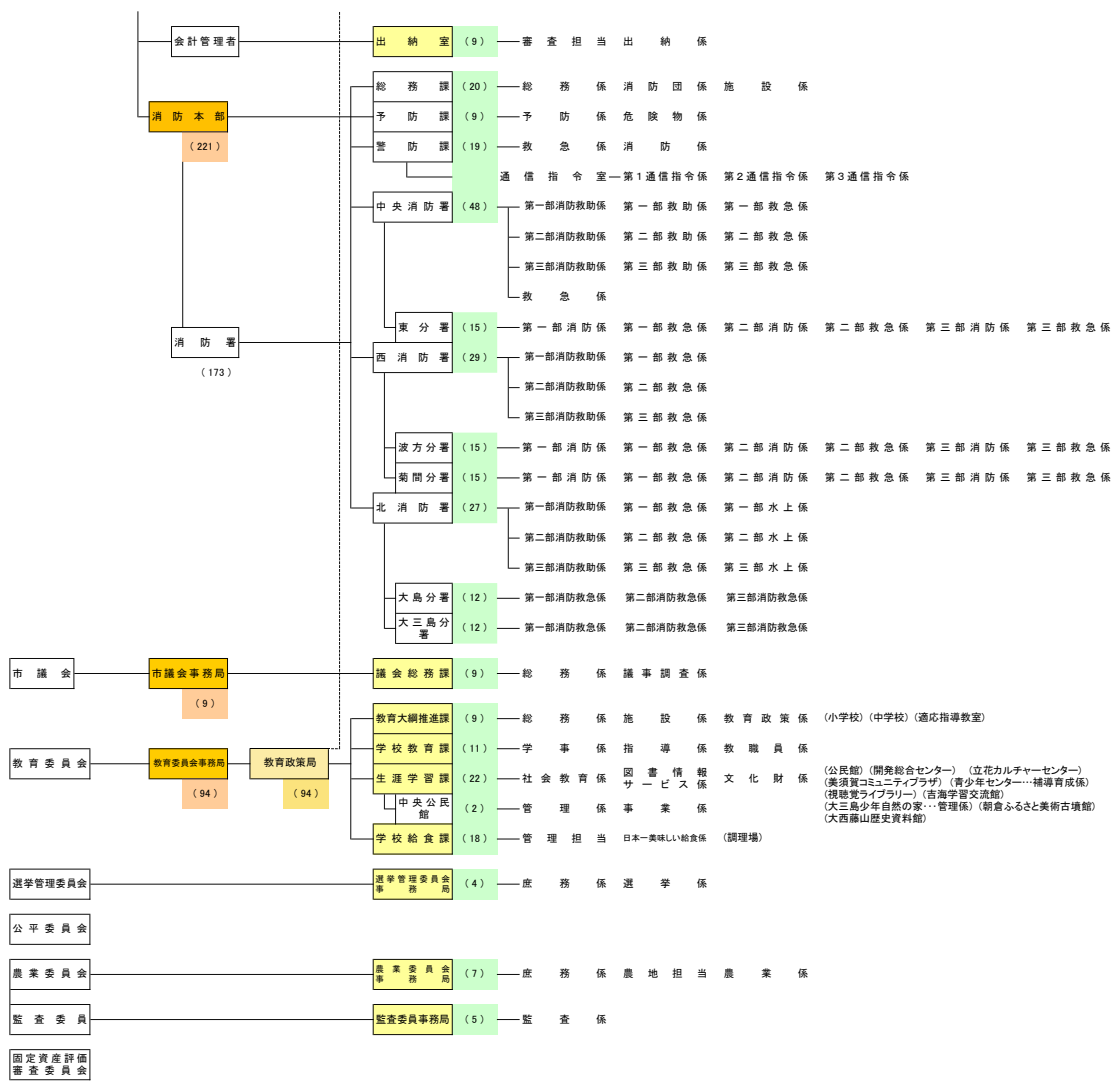 会計管理者 出納室 (9) 審査担当 出納係
総務課 (20) 総務係 消防団係 施設係
消防本部 予防課 (9) 予防係 危険物係
(221) 警防課 (19) 救急係 消防係
通信指令室 第1通信指令係 第2通信指令係 第3通信指令係
中央消防署 (48) 第一部消防救助係 第一部救助係 第一部救急係
第二部消防救助係 第二部救助係 第二部救急係
第三部消防救助係 第三部救助係 第三部救急係
救急係
東分署 (15) 第一部消防係 第一部救急係 第二部消防係 第二部救急係 第三部消防係 第三部救急係
消防署 西消防署 (29) 第一部消防救助係 第一部救急係
(173)
第二部消防救助係 第二部救急係
第三部消防救助係 第三部救急係
波方分署 (15) 第一部消防係 第一部救急係 第二部消防係 第二部救急係 第三部消防係 第三部救急係
菊間分署 (15) 第一部消防係 第一部救急係 第二部消防係 第二部救急係 第三部消防係 第三部救急係
北消防署 (27) 第一部消防救助係 第一部救急係 第一部水上係
第二部消防救助係 第二部救急係 第二部水上係
第三部消防救助係 第三部救急係 第三部水上係
大島分署 (12) 第一部消防救急係 第二部消防救急係 第三部消防救急係
大三島分署 (12) 第一部消防救急係 第二部消防救急係 第三部消防救急係
市議会 市議会事務局 議会総務課 (9) 総務係 議事調査係
(9)
教育大綱推進課 (9) 総務係 施設係 教育政策係 (小学校) (中学校) (適応指導教室)
教育委員会 教育委員会事務局 教育政策局 学校教育課 (11) 学事係 指導係 教職員係
(94) (94) 生涯学習課 (22) 社会教育係 図書情報サービス係 文化財係
(公民館) (開発総合センター) (立花カルチャーセンター)
(美須賀コミュニティプラザ) (青少年センター…補導育成係)
(視聴覚ライブラリー) (吉海学習交流館)
(大三島少年自然の家…管理係) (朝倉ふるさと美術古墳館)
(大西藤山歴史資料館)
中央公民館 (2) 管理係 事業係
学校給食課 (18) 管理担当 日本一美味しい給食係 (調理場)
選挙管理委員会 選挙管理委員会事務局 (4) 庶務係 選挙係
公平委員会
農業委員会 農業委員会事務局 (7) 庶務係 農地担当 農業係
監査委員 監査委員事務局 (5) 監査係
固定資産評価
審査委員会